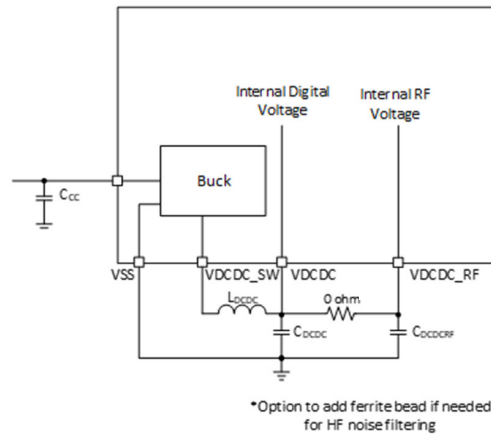 Internal Digital
Voltage
Internal RF
Voltage
Buck
CCC
VSS
VDCDC_SW
VDCDC
VDCDC_RF
LDCDC
0 ohm
CDCDC
CDCDCRF
*Option to add ferrite bead if needed
for HF noise filtering